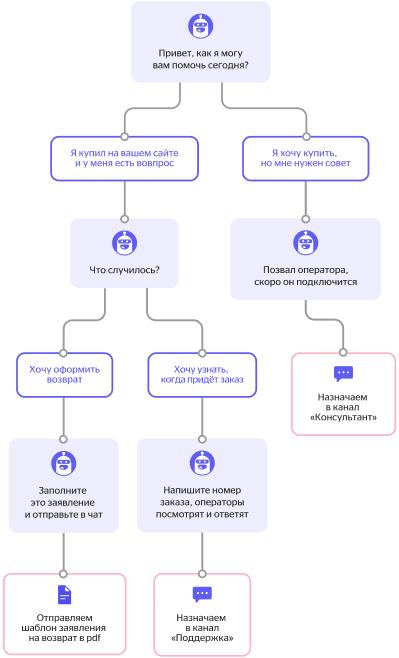 Привет, как я могу
вам помочь сегодня?
Я купил на вашем сайте
и у меня есть вовпрос
Я хочу купить,
но мне нужен совет
Что случилось?
Позвал оператора,
скоро он подключится
Хочу оформить
возврат
Хочу узнать,
когда придёт заказ
Назначаем
в канал
«Консультант»
Заполните
это заявление
и отправьте в чат
Напишите номер
заказа, операторы
посмотрят и ответят
Отправляем
шаблон заявления
на возврат в pdf
Назначаем
в канал
«Поддержка»